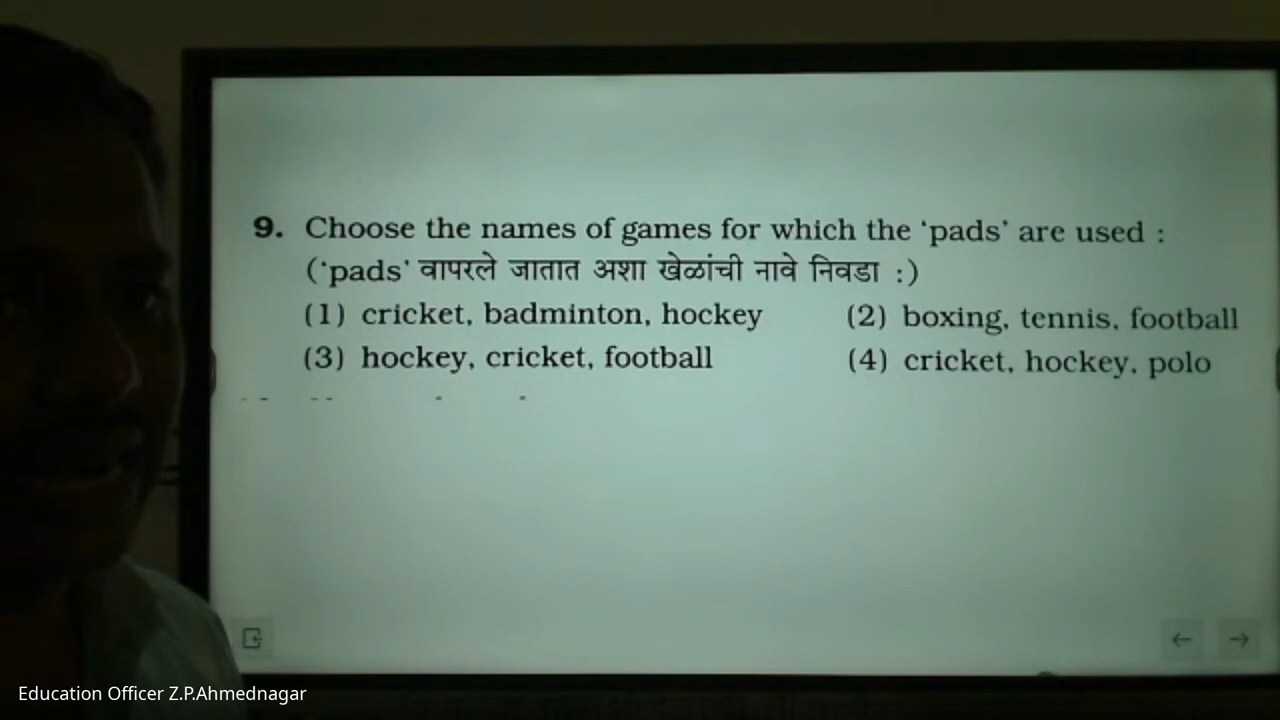 9. Choose the names of games for which the 'pads' are used :
('pads' वापरले जातात अशा खेळांची नावे निवडा :)
(1) cricket, badminton, hockey (2) boxing, tennis, football
(3) hockey, cricket, football (4) cricket, hockey, polo
Education Officer Z.P.Ahmednagar